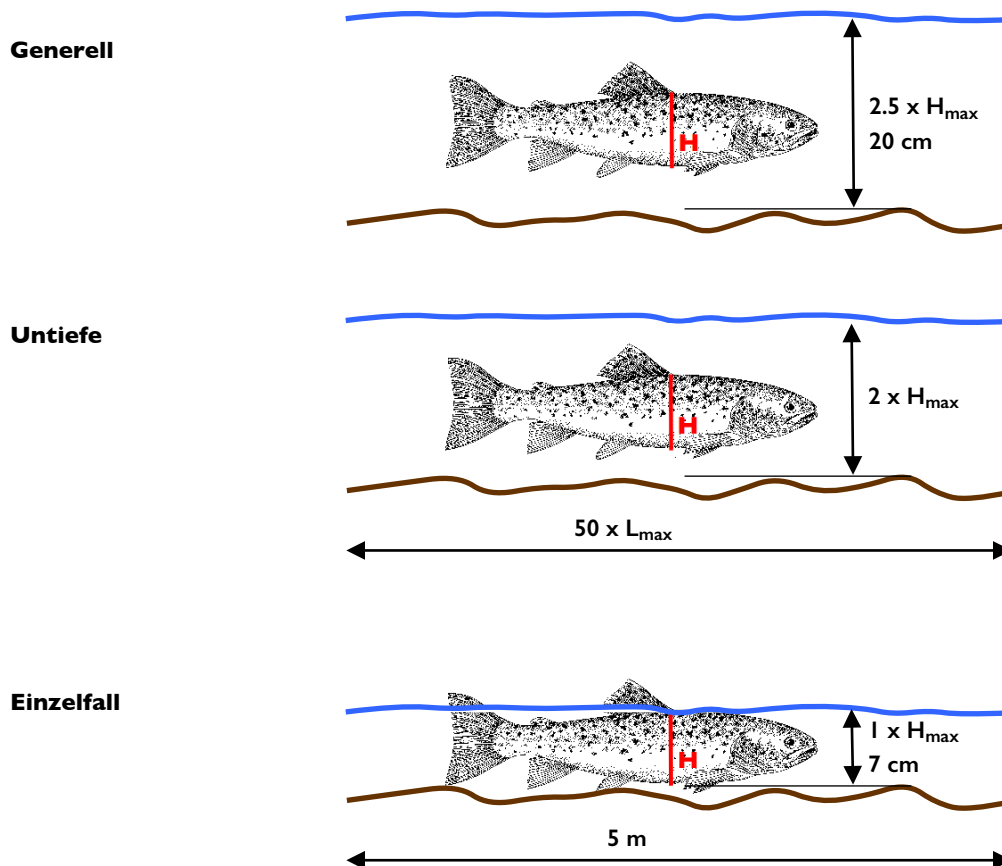 Generell
2.5 x Hmax
20 cm
H
Untiefe
2 x Hmax
H
50 x Lmax
Einzelfall
1 x Hmax
7 cm
H
5 m